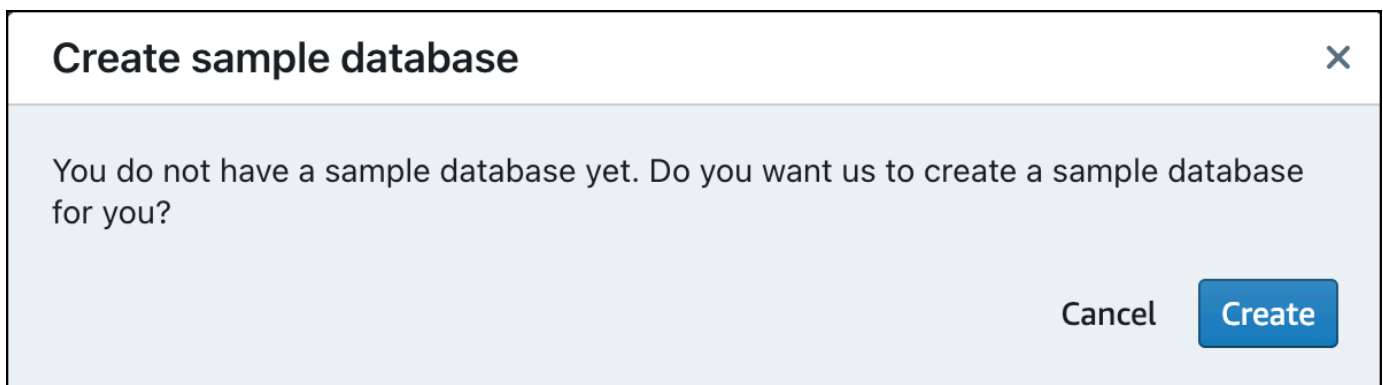 Create sample database
You do not have a sample database yet. Do you want us to create a sample database
for you?
Cancel
Create